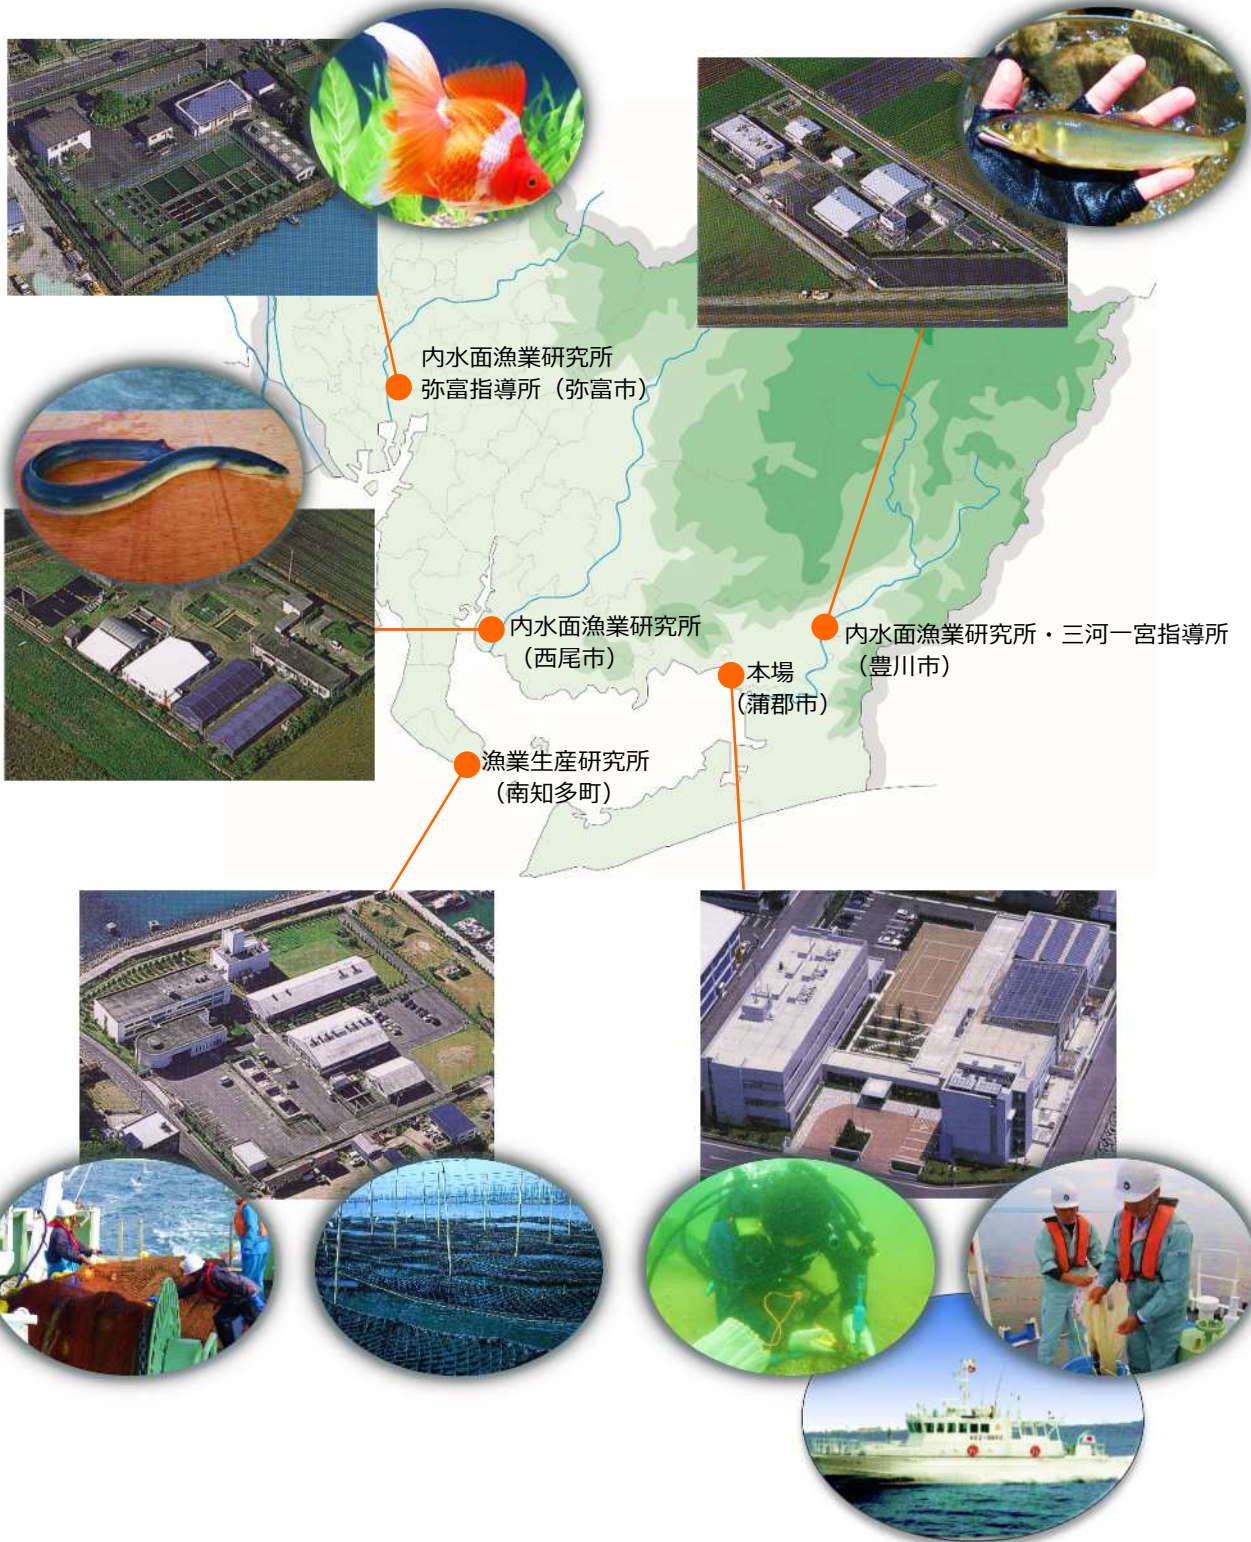 内水面漁業研究所
弥富指導所（弥富市）
内水面漁業研究所
（西尾市）
内水面漁業研究所・三河一宮指導所
（豊川市）
本場
（蒲郡市）
漁業生産研究所
（南知多町）